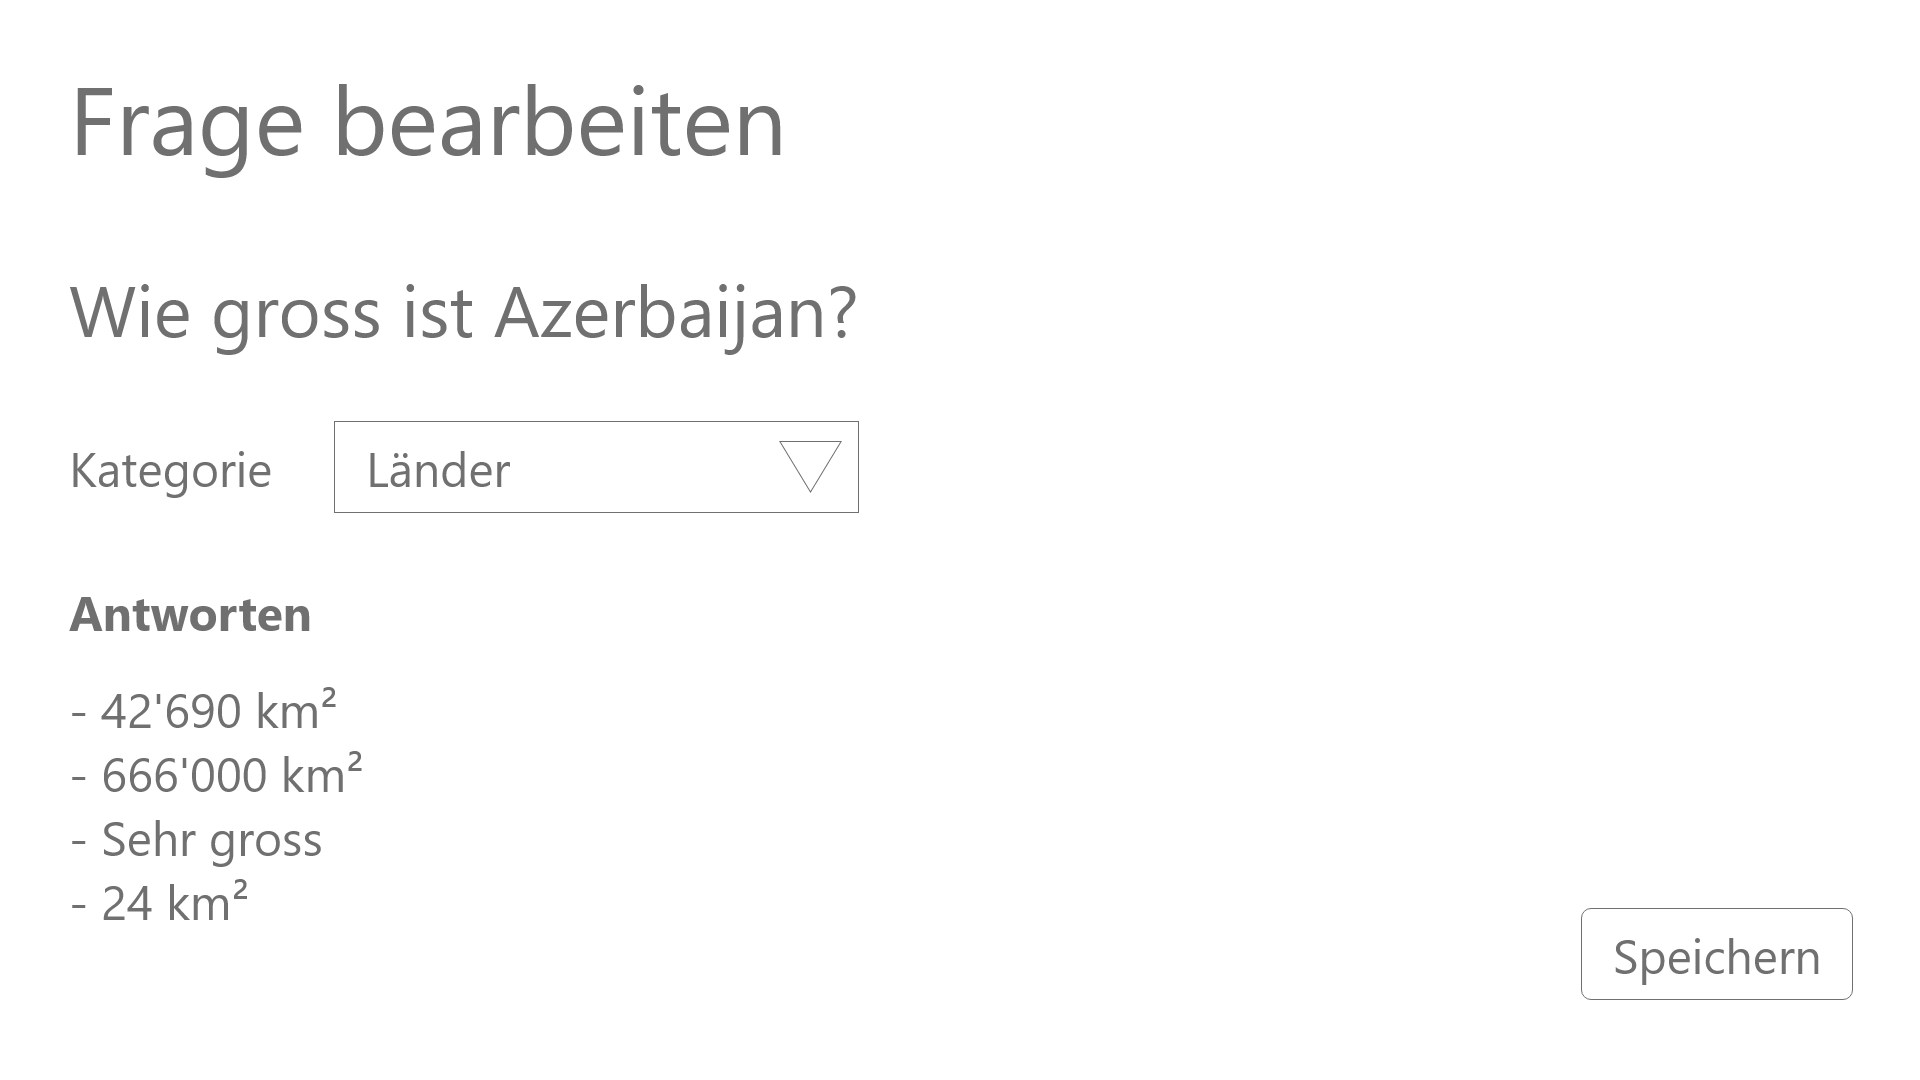 Frage bearbeiten
Wie gross ist Azerbaijan?
Kategorie Länder
Antworten
- 42'690 km²
- 666'000 km²
- Sehr gross
- 24 km²
Speichern